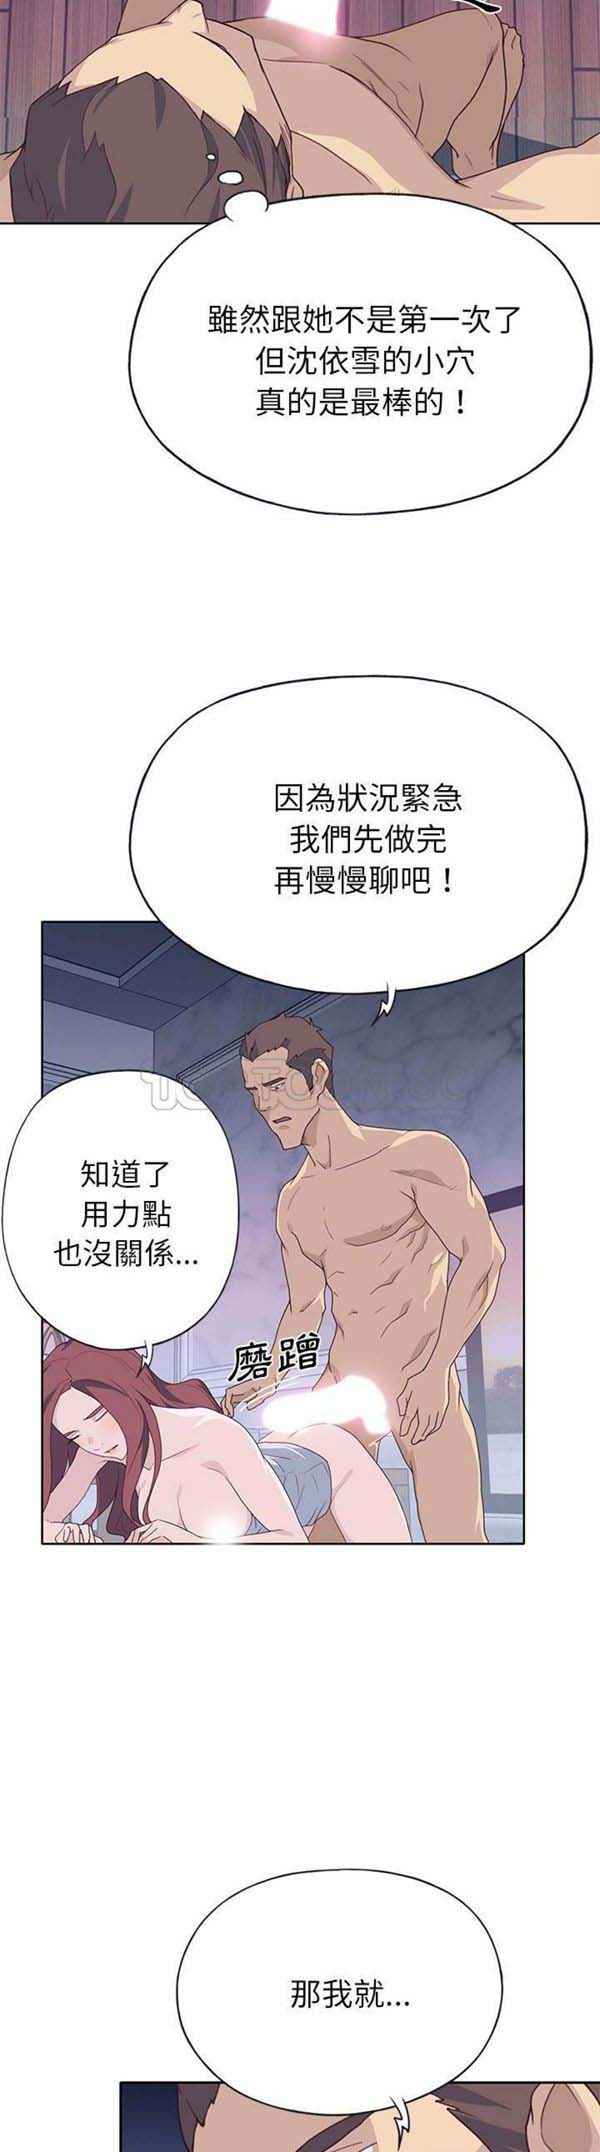 雖然跟她不是第一次了
但沈依雪的小穴
真的是最棒的！
因為狀況緊急
我們先做完
再慢慢聊吧！
知道了
用力點
也沒關係…
磨蹭
那我就…